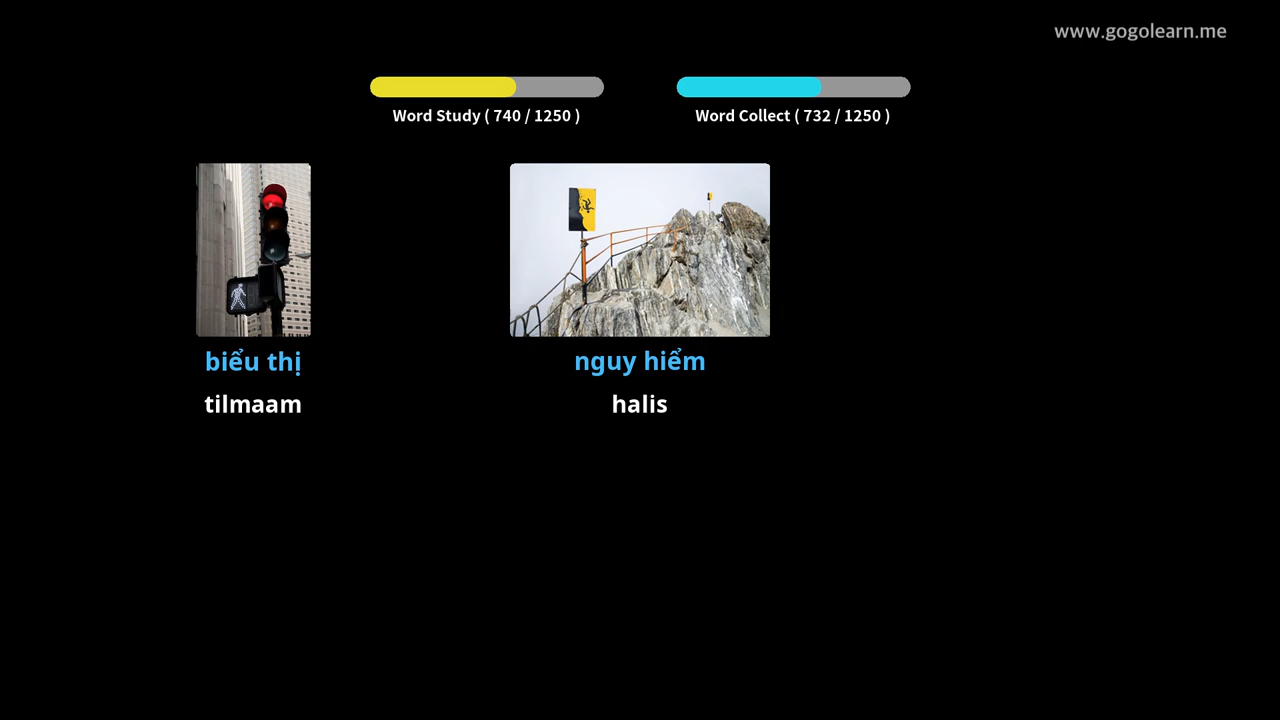 www.gogolearn.me
Word Study ( 740 / 1250 )
Word Collect ( 732 / 1250 )
biểu thị
nguy hiểm
tilmaam
halis